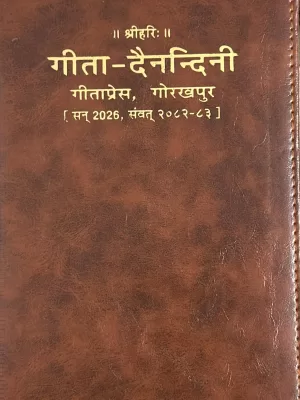 ॥ श्रीहरिः ॥
गीता-दैनन्दिनी
गीताप्रेस, गोरखपुर
[ सन् 2026, संवत् २०८२-८३ ]